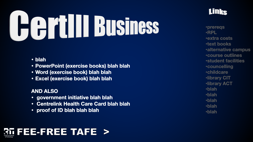 CertIII Business
• blah
• PowerPoint (exercise books) blah blah
• Word (exercise book) blah blah
• Excel (exercise book) blah blah
AND ALSO
• government initiative blah blah
• Centrelink Health Care Card blah blah
• proof of ID blah blah blah
FEE-FREE TAFE >
Links
•prereqs
•RPL
•extra costs
•text books
•alternative campus
•course outlines
•student facilities
•counselling
•childcare
•library CIT
•library ACT
•blah
•blah
•blah
•blah
•blah